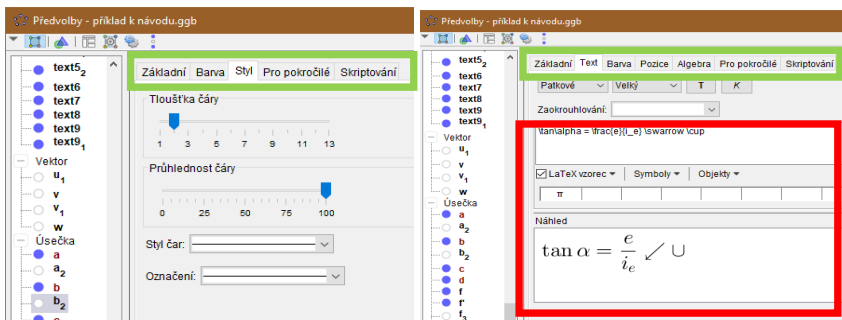 Předvolby - příklad k návodu.ggb
text5₂
text6
text7
text8
text9
text9₁
Vektor
u₁
v
v₁
w
Úsečka
a
a₂
b
b₂
Základní Barva Styl Pro pokročilé Skriptování
Tloušťka čáry
1 3 5 7 9 11 13
Průhlednost čáry
0 25 50 75 100
Styl čar:
Označení:
Předvolby - příklad k návodu.ggb
text5₂
text6
text7
text8
text9
text9₁
Vektor
u₁
v
v₁
w
Úsečka
a
a₂
b
b₂
c
d
f
f'
f₃
Základní Text Barva Pozice Algebra Pro pokročilé Skriptování
Patkové Velký T K
Zaokrouhlování:
\tan\alpha = \frac{e}{i_e} \swarrow \cup
LaTeX vzorec Symboly Objekty
π
Náhled
tan α = e/iₑ ↙ ∪